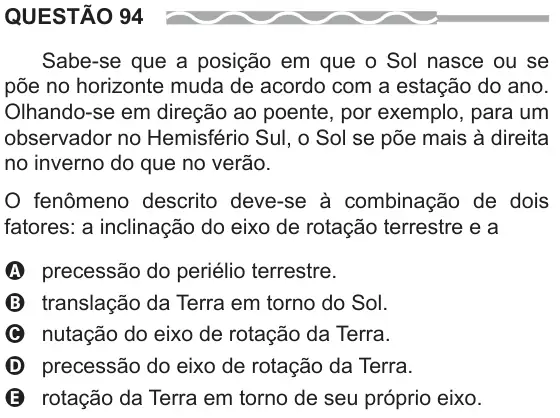 QUESTÃO 94
Sabe-se que a posição em que o Sol nasce ou se
põe no horizonte muda de acordo com a estação do ano.
Olhando-se em direção ao poente, por exemplo, para um
observador no Hemisfério Sul, o Sol se põe mais à direita
no inverno do que no verão.
O fenômeno descrito deve-se à combinação de dois
fatores: a inclinação do eixo de rotação terrestre e a
A precessão do periélio terrestre.
B translação da Terra em torno do Sol.
C nutação do eixo de rotação da Terra.
D precessão do eixo de rotação da Terra.
E rotação da Terra em torno de seu próprio eixo.